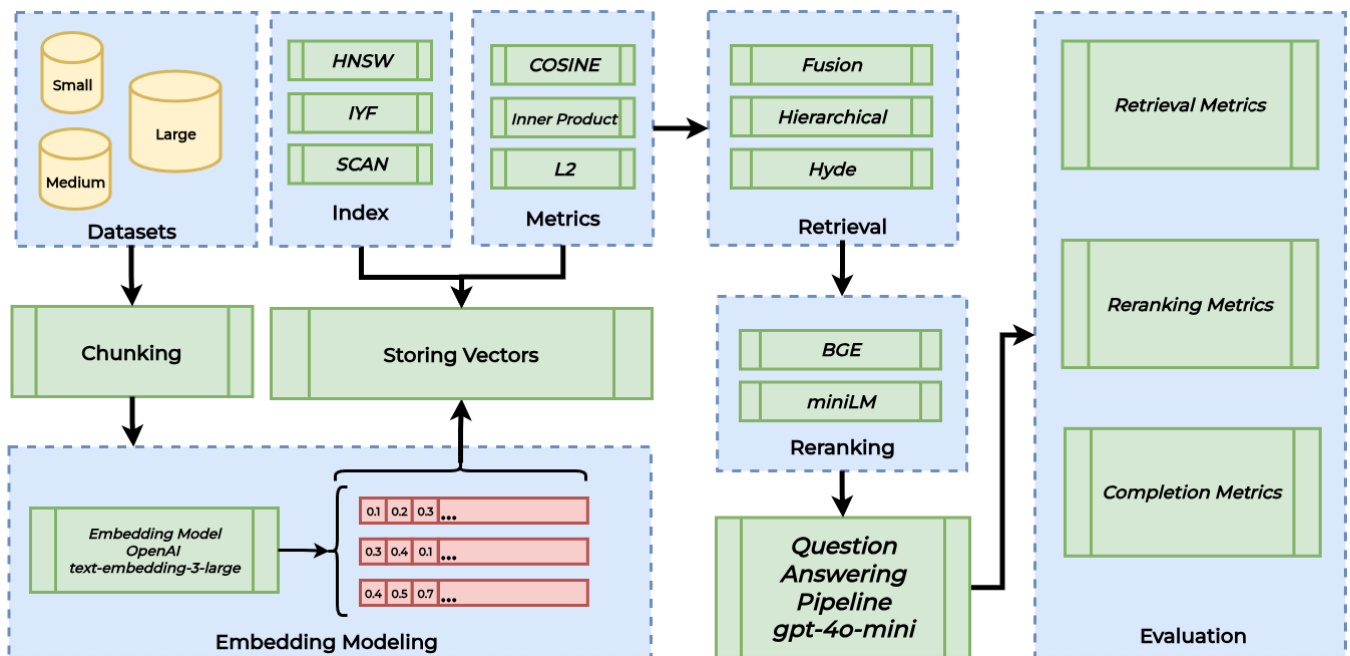 Small
Large
Medium
Datasets
HNSW
IYF
SCAN
Index
COSINE
Inner Product
L2
Metrics
Fusion
Hierarchical
Hyde
Retrieval
Chunking
Storing Vectors
BGE
miniLM
Reranking
Embedding Model
OpenAI
text-embedding-3-large
0.1 0.2 0.3 ...
0.3 0.4 0.1 ...
0.4 0.5 0.7 ...
Embedding Modeling
Question
Answering
Pipeline
gpt-4o-mini
Retrieval Metrics
Reranking Metrics
Completion Metrics
Evaluation